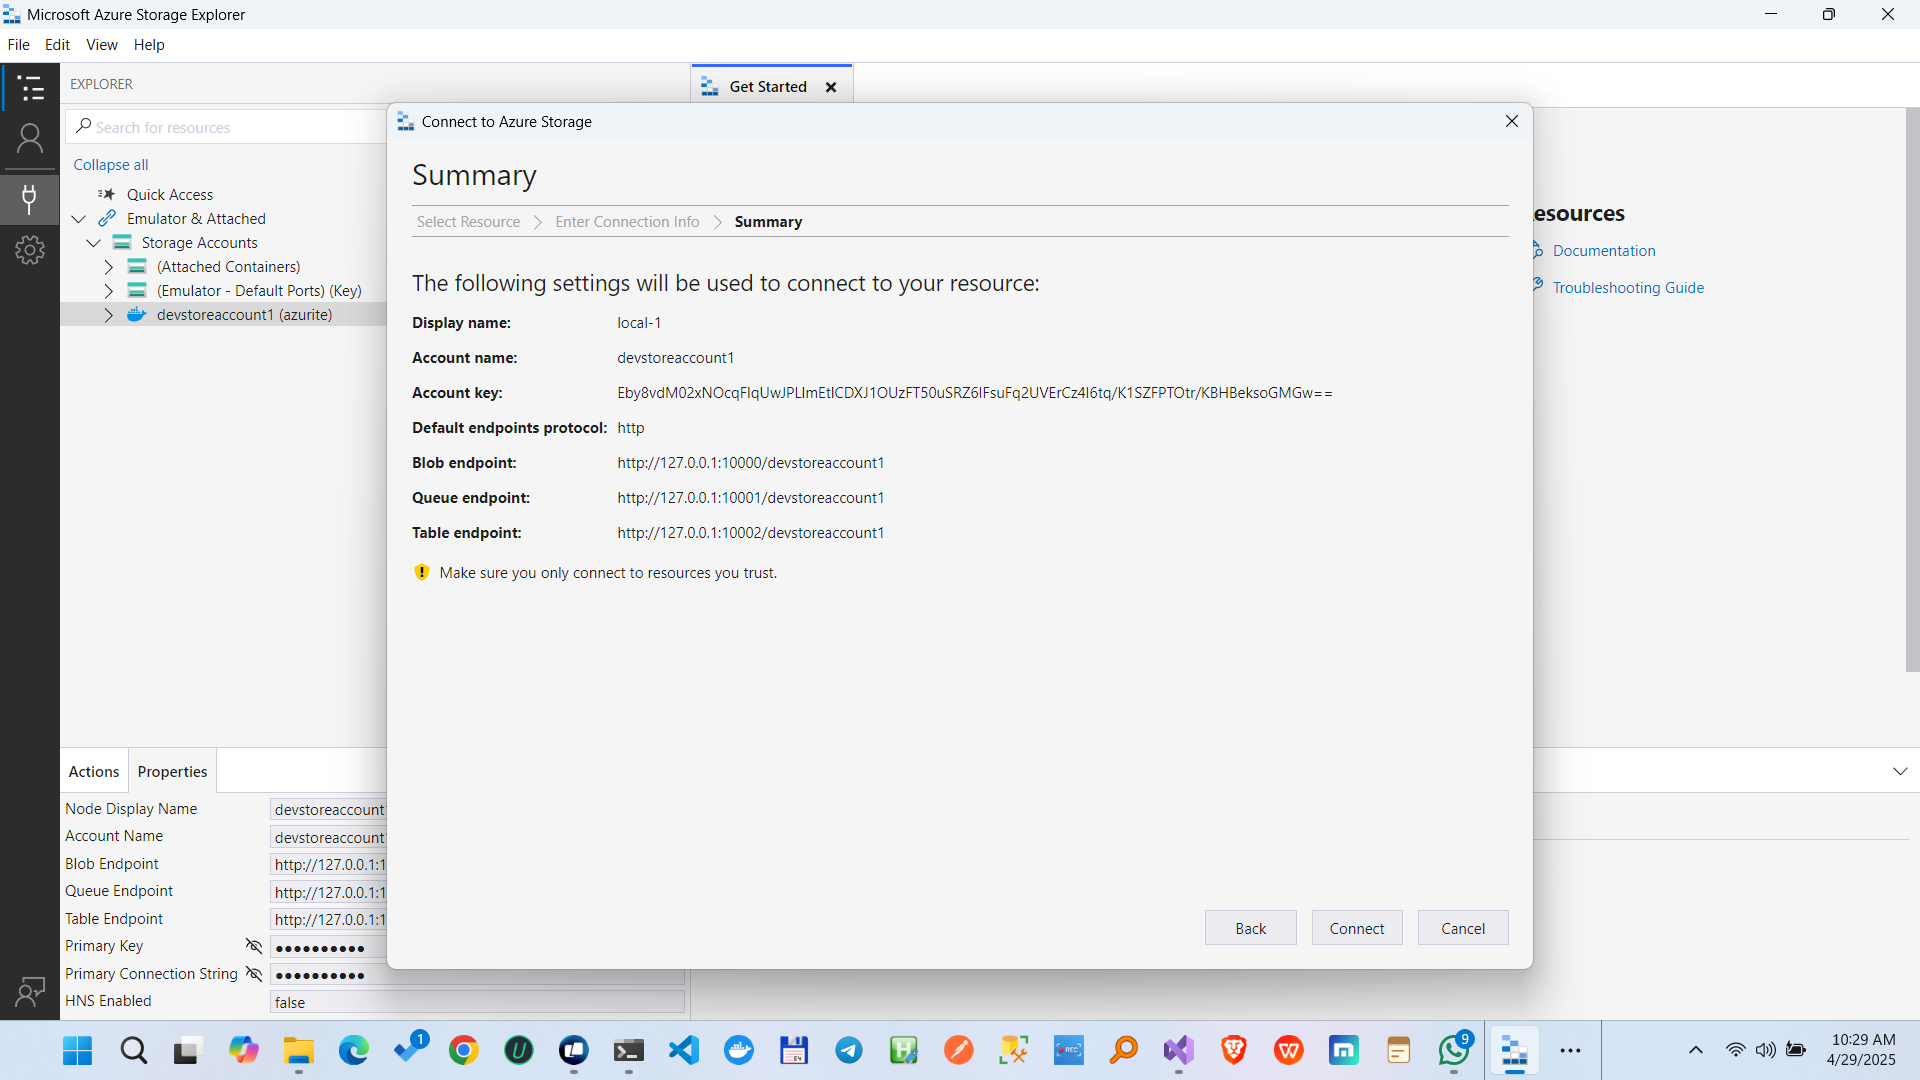 Microsoft Azure Storage Explorer
File Edit View Help
EXPLORER
Get Started
Search for resources
Collapse all
Quick Access
Emulator & Attached
Storage Accounts
(Attached Containers)
(Emulator - Default Ports) (Key)
devstoreaccount1 (azurite)
Connect to Azure Storage
Summary
Select Resource
Enter Connection Info
Summary
The following settings will be used to connect to your resource:
Display name: local-1
Account name: devstoreaccount1
Account key: Eby8vdM02xNOcqFlqUwJPLlmEtlCDXJ1OUzFT50uSRZ6IFsuFq2UVErCz4I6tq/K1SZFPTOtr/KBHBeksoGMGw==
Default endpoints protocol: http
Blob endpoint: http://127.0.0.1:10000/devstoreaccount1
Queue endpoint: http://127.0.0.1:10001/devstoreaccount1
Table endpoint: http://127.0.0.1:10002/devstoreaccount1
Make sure you only connect to resources you trust.
Back
Connect
Cancel
esources
Documentation
Troubleshooting Guide
Actions
Properties
Node Display Name devstoreaccount
Account Name devstoreaccount
Blob Endpoint http://127.0.0.1:1
Queue Endpoint http://127.0.0.1:1
Table Endpoint http://127.0.0.1:1
Primary Key ●●●●●●●●●●
Primary Connection String ●●●●●●●●●●
HNS Enabled false
1
U
64
H
REC
W
9
10:29 AM
4/29/2025